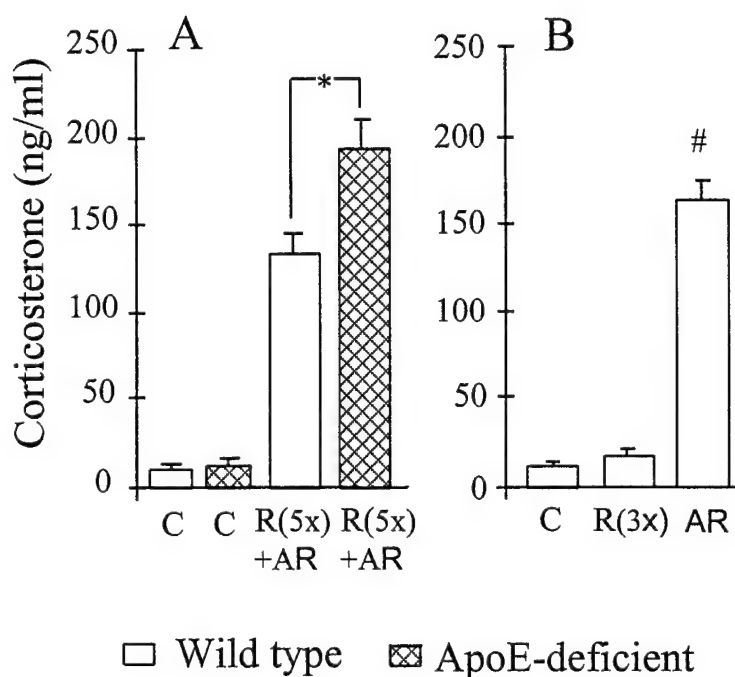 A
B
Corticosterone (ng/ml)
250
200
150
100
50
0
*
C
C
R(5x)
+AR
R(5x)
+AR
250
200
150
100
50
0
#
C
R(3x)
AR
Wild type
ApoE-deficient